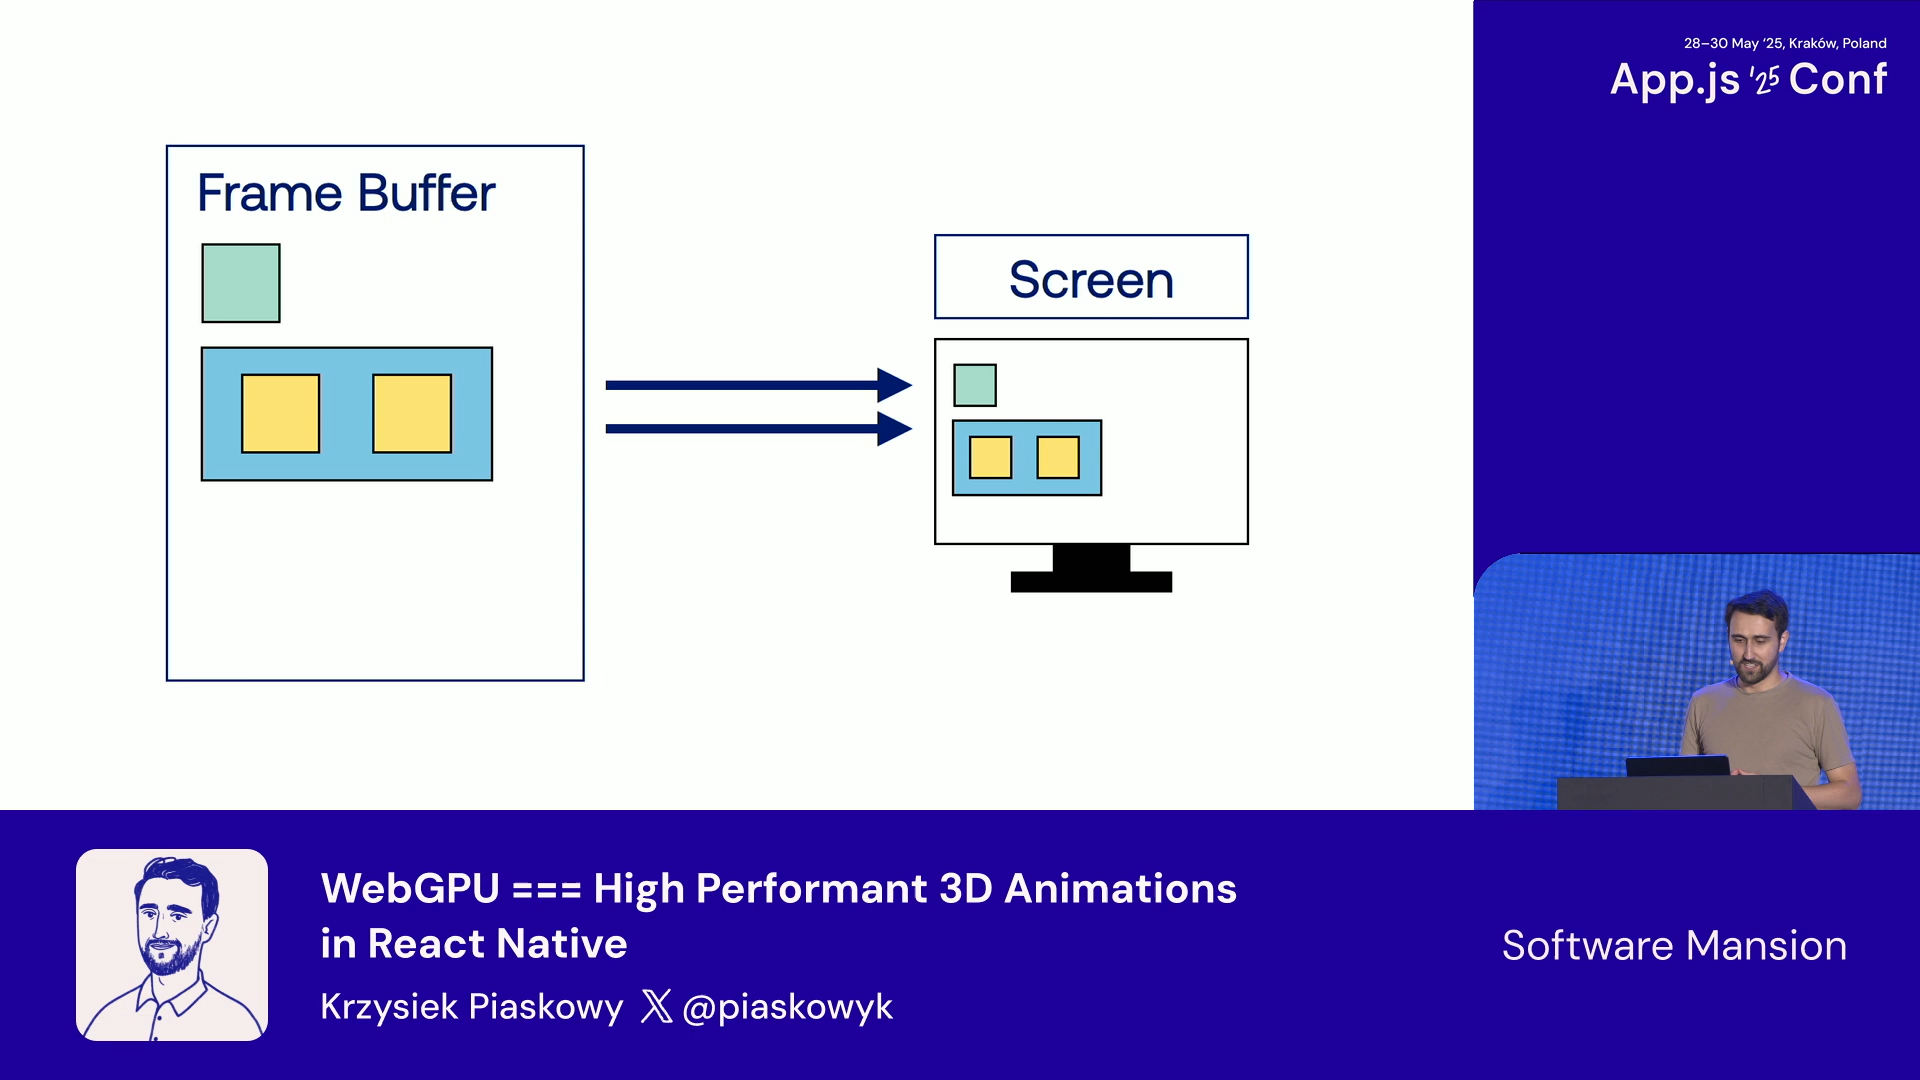 28–30 May '25, Kraków, Poland
App.js '25 Conf
Frame Buffer
Screen
WebGPU === High Performant 3D Animations
in React Native
Krzysiek Piaskowy 𝕏 @piaskowyk
Software Mansion